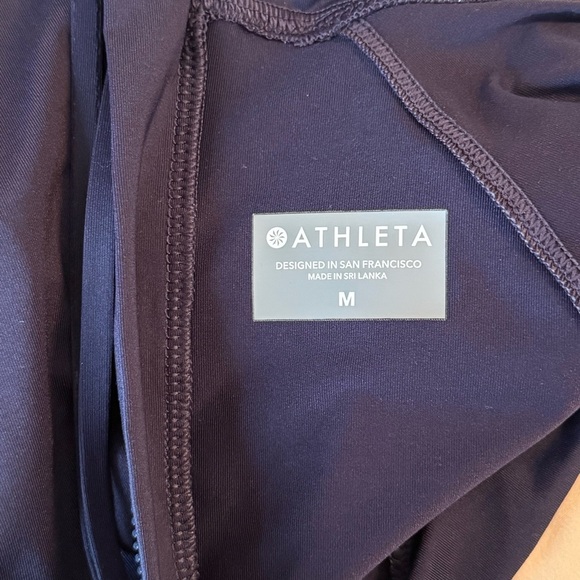 ATHLETA
DESIGNED IN SAN FRANCISCO
MADE IN SRI LANKA
M